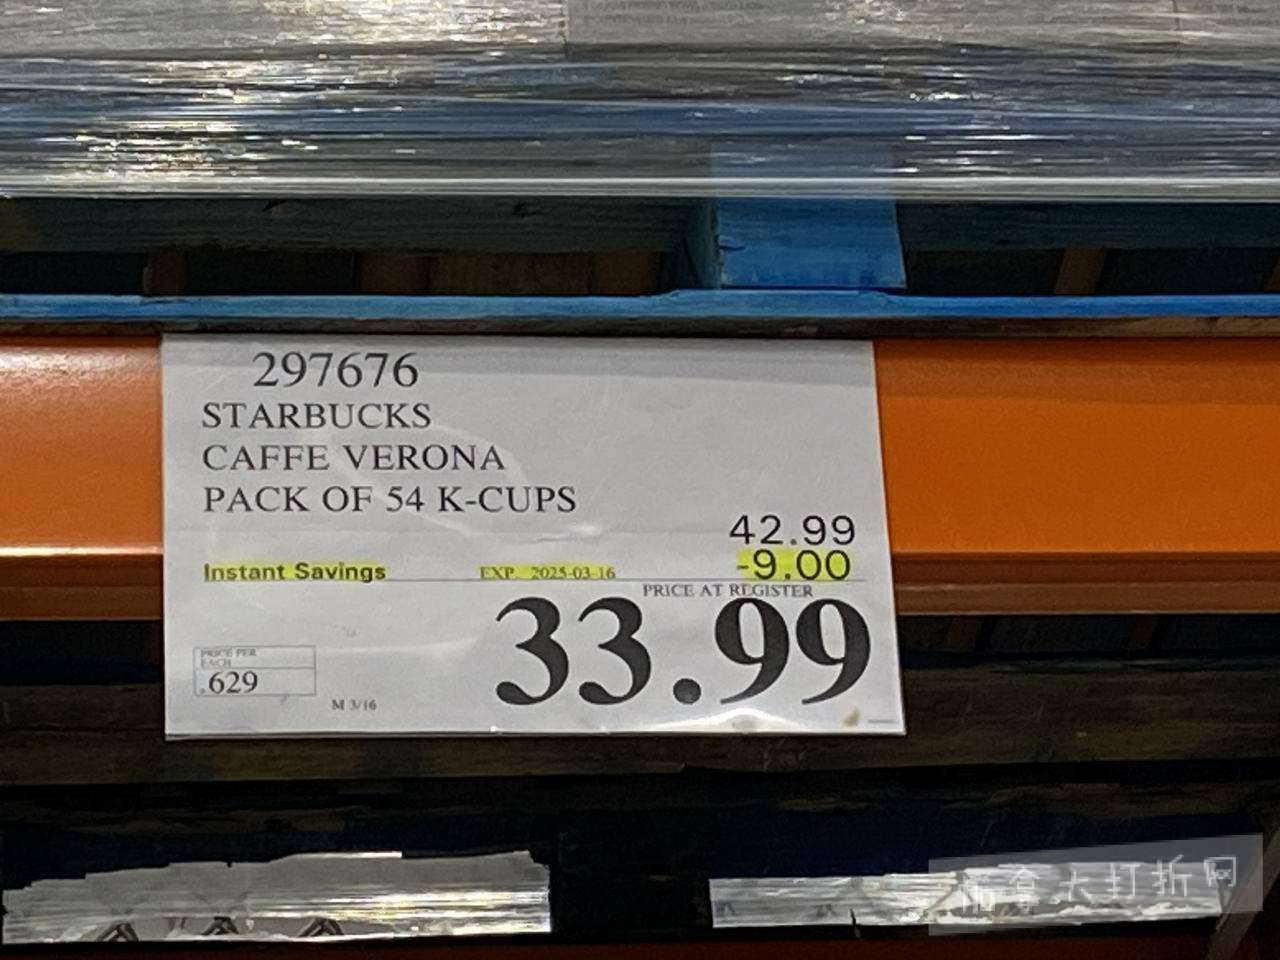 297676
STARBUCKS
CAFFE VERONA
PACK OF 54 K-CUPS
42.99
Instant Savings EXP. 2025-03-16 -9.00
PRICE AT REGISTER
33.99
PRICE PER
EACH
.629
M 3/16
加拿大打折网